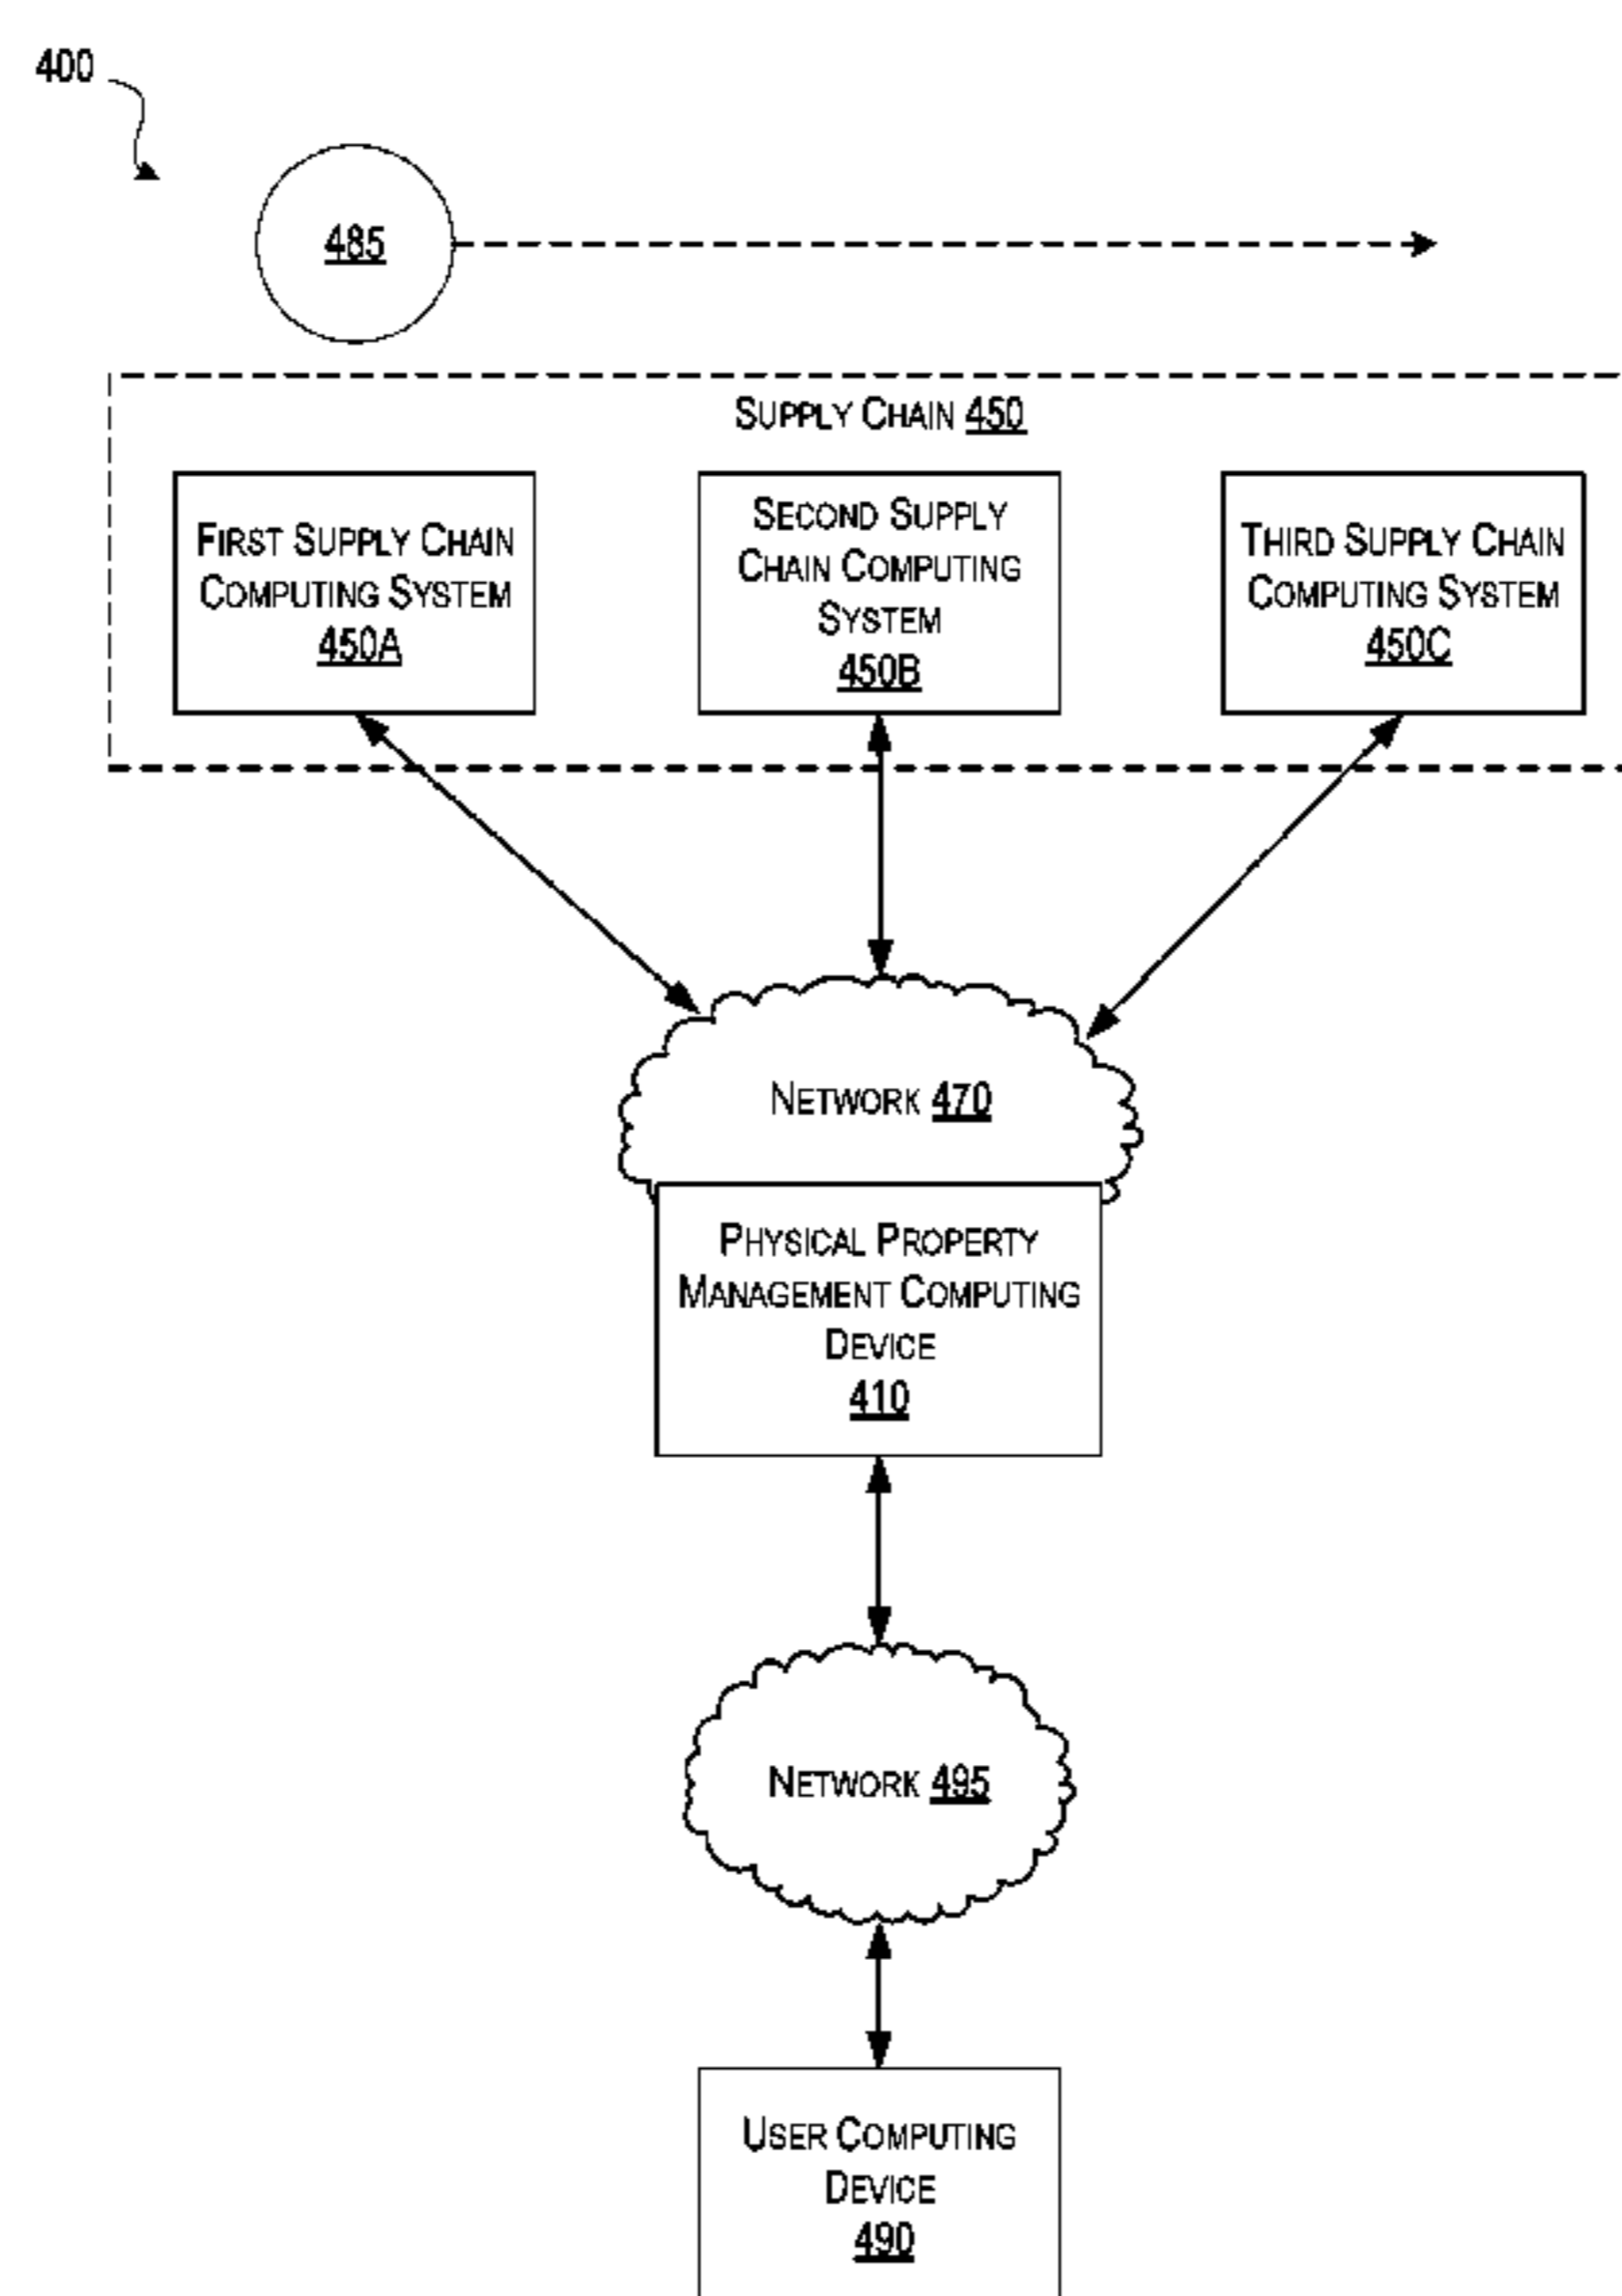 400
485
SUPPLY CHAIN 450
FIRST SUPPLY CHAIN
COMPUTING SYSTEM
450A
SECOND SUPPLY
CHAIN COMPUTING
SYSTEM
450B
THIRD SUPPLY CHAIN
COMPUTING SYSTEM
450C
NETWORK 470
PHYSICAL PROPERTY
MANAGEMENT COMPUTING
DEVICE
410
NETWORK 495
USER COMPUTING
DEVICE
490